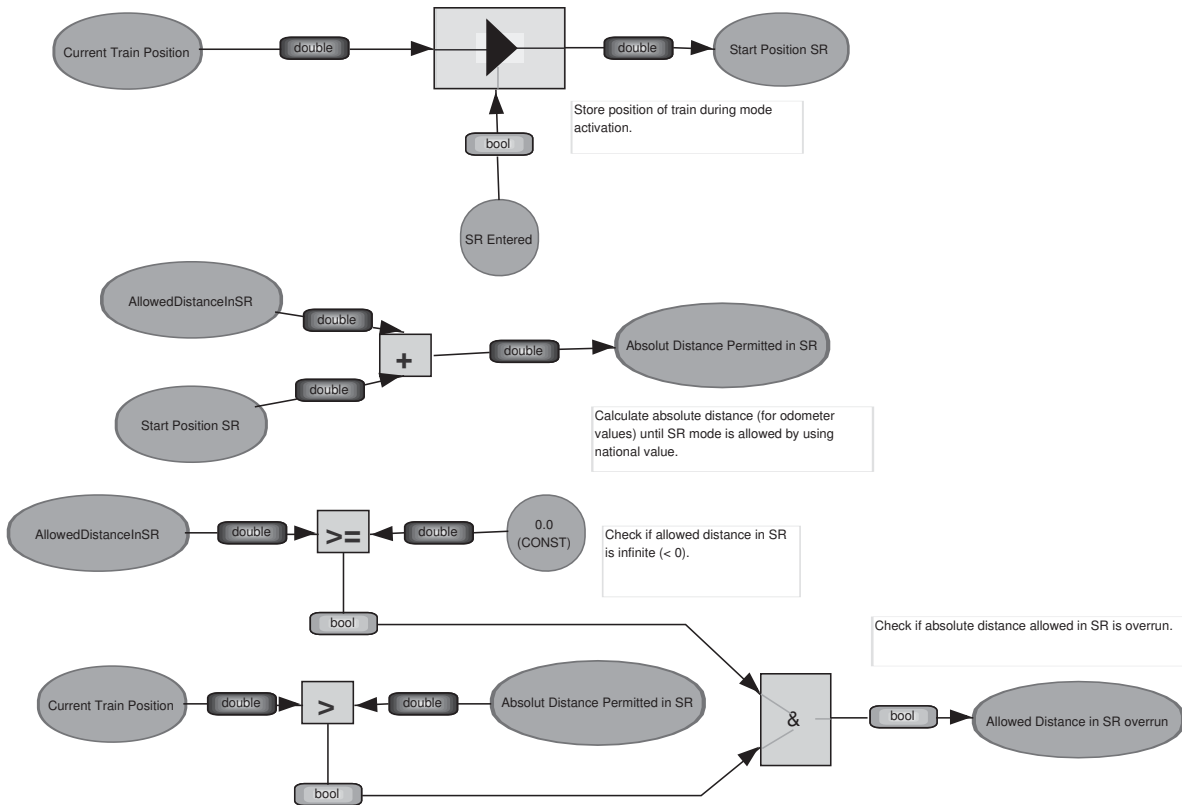 Current Train Position
double
double
Start Position SR
Store position of train during mode
activation.
bool
SR Entered
AllowedDistanceInSR
double
+
double
Absolut Distance Permitted in SR
double
Start Position SR
Calculate absolute distance (for odometer
values) until SR mode is allowed by using
national value.
AllowedDistanceInSR
double
>=
double
0.0
(CONST)
Check if allowed distance in SR
is infinite (< 0).
bool
Check if absolute distance allowed in SR is overrun.
Current Train Position
double
>
double
Absolut Distance Permitted in SR
&
bool
Allowed Distance in SR overrun
bool